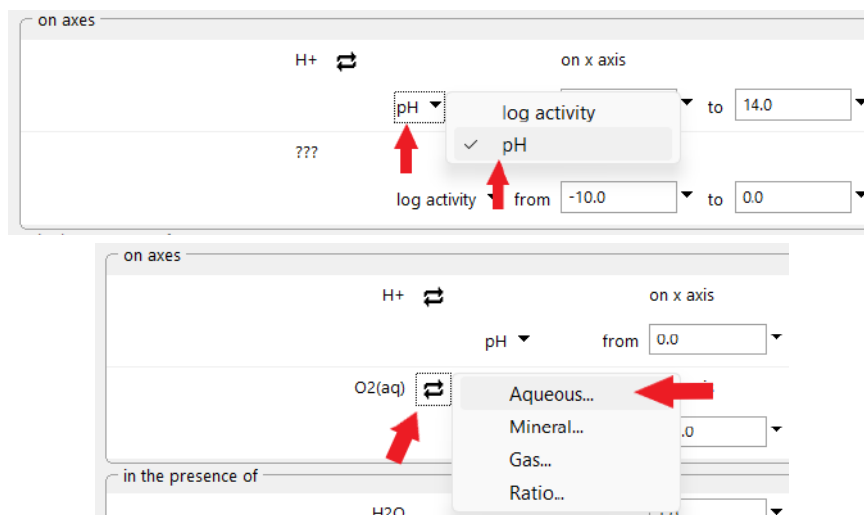 on axes
H+ on x axis
pH log activity to 14.0
pH
???
log activity from -10.0 to 0.0
on axes
H+ on x axis
pH from 0.0
O2(aq) Aqueous...
Mineral... .0
Gas...
in the presence of
Ratio...
H2O